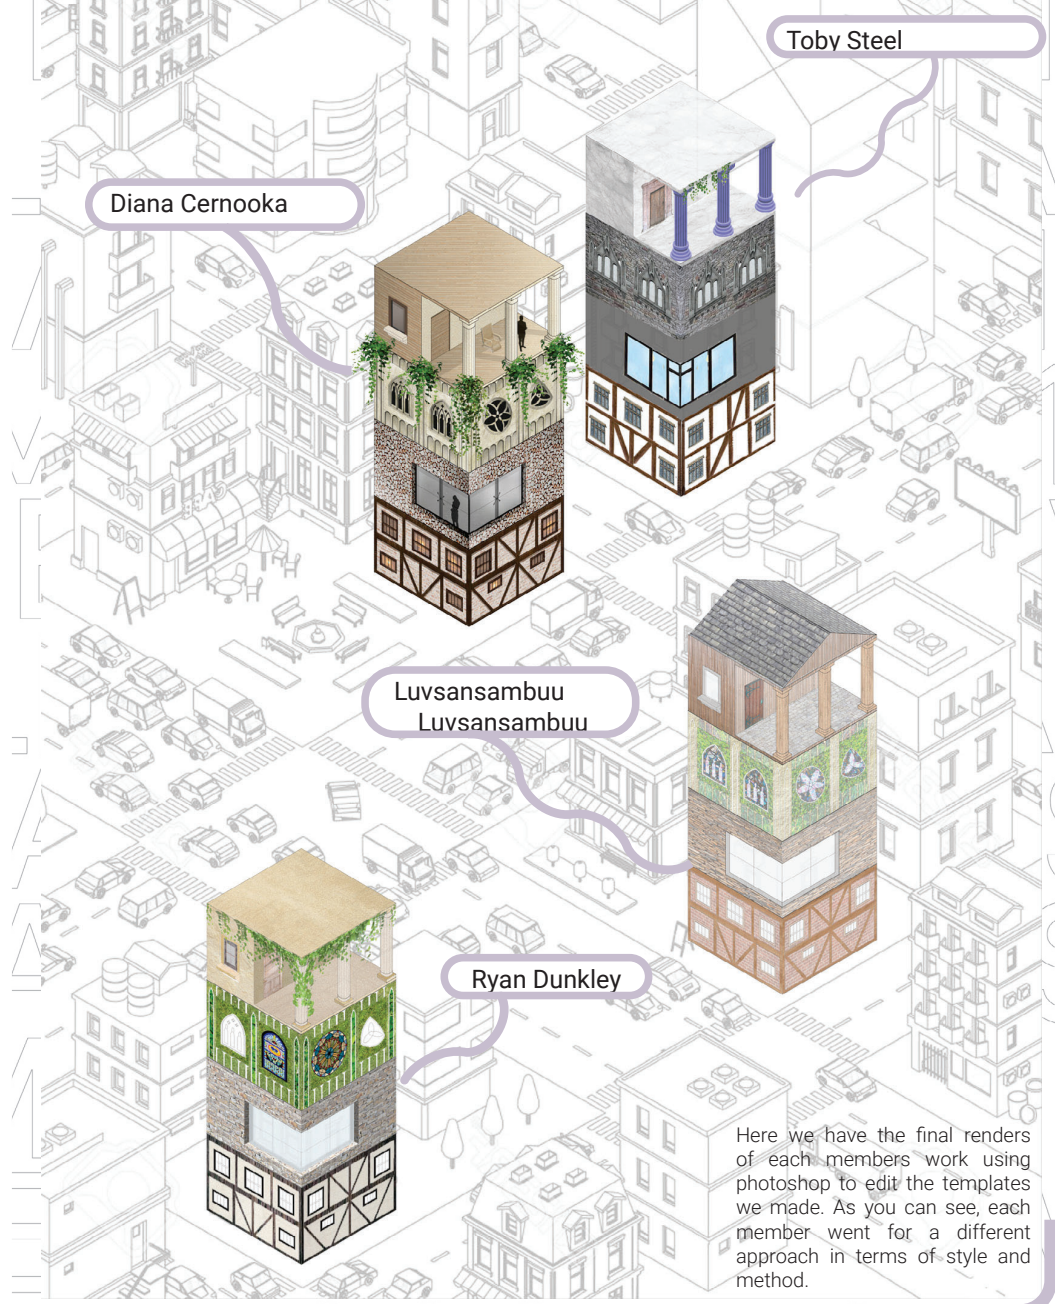 Toby Steel
Diana Cernooka
Luvsansambuu
Luvsansambuu
Ryan Dunkley
Here we have the final renders
of each members work using
photoshop to edit the templates
we made. As you can see, each
member went for a different
approach in terms of style and
method.